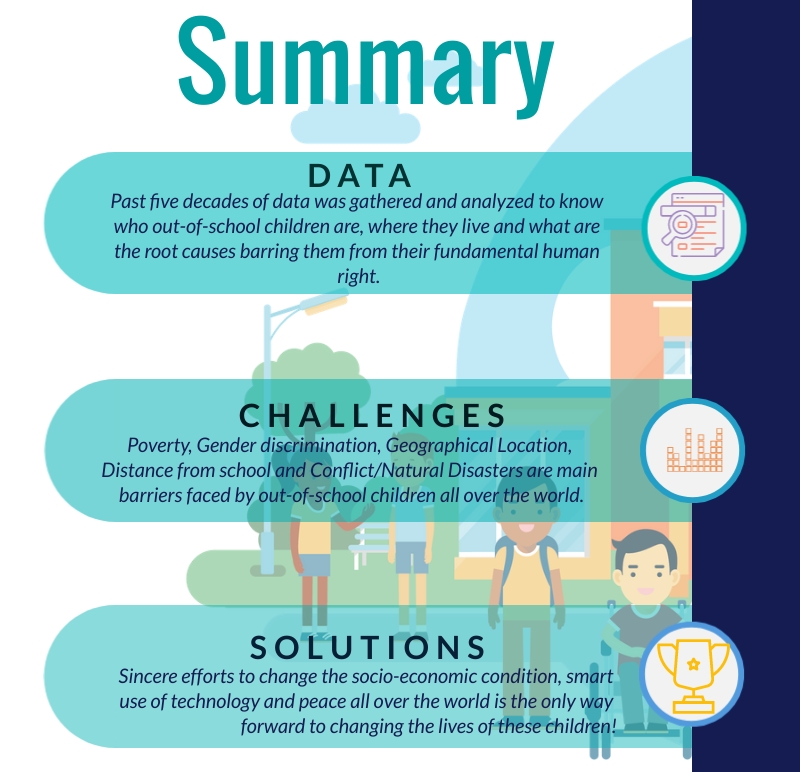 Summary
DATA
Past five decades of data was gathered and analyzed to know
who out-of-school children are, where they live and what are
the root causes barring them from their fundamental human
right.
CHALLENGES
Poverty, Gender discrimination, Geographical Location,
Distance from school and Conflict/Natural Disasters are main
barriers faced by out-of-school children all over the world.
SOLUTIONS
Sincere efforts to change the socio-economic condition, smart
use of technology and peace all over the world is the only way
forward to changing the lives of these children!